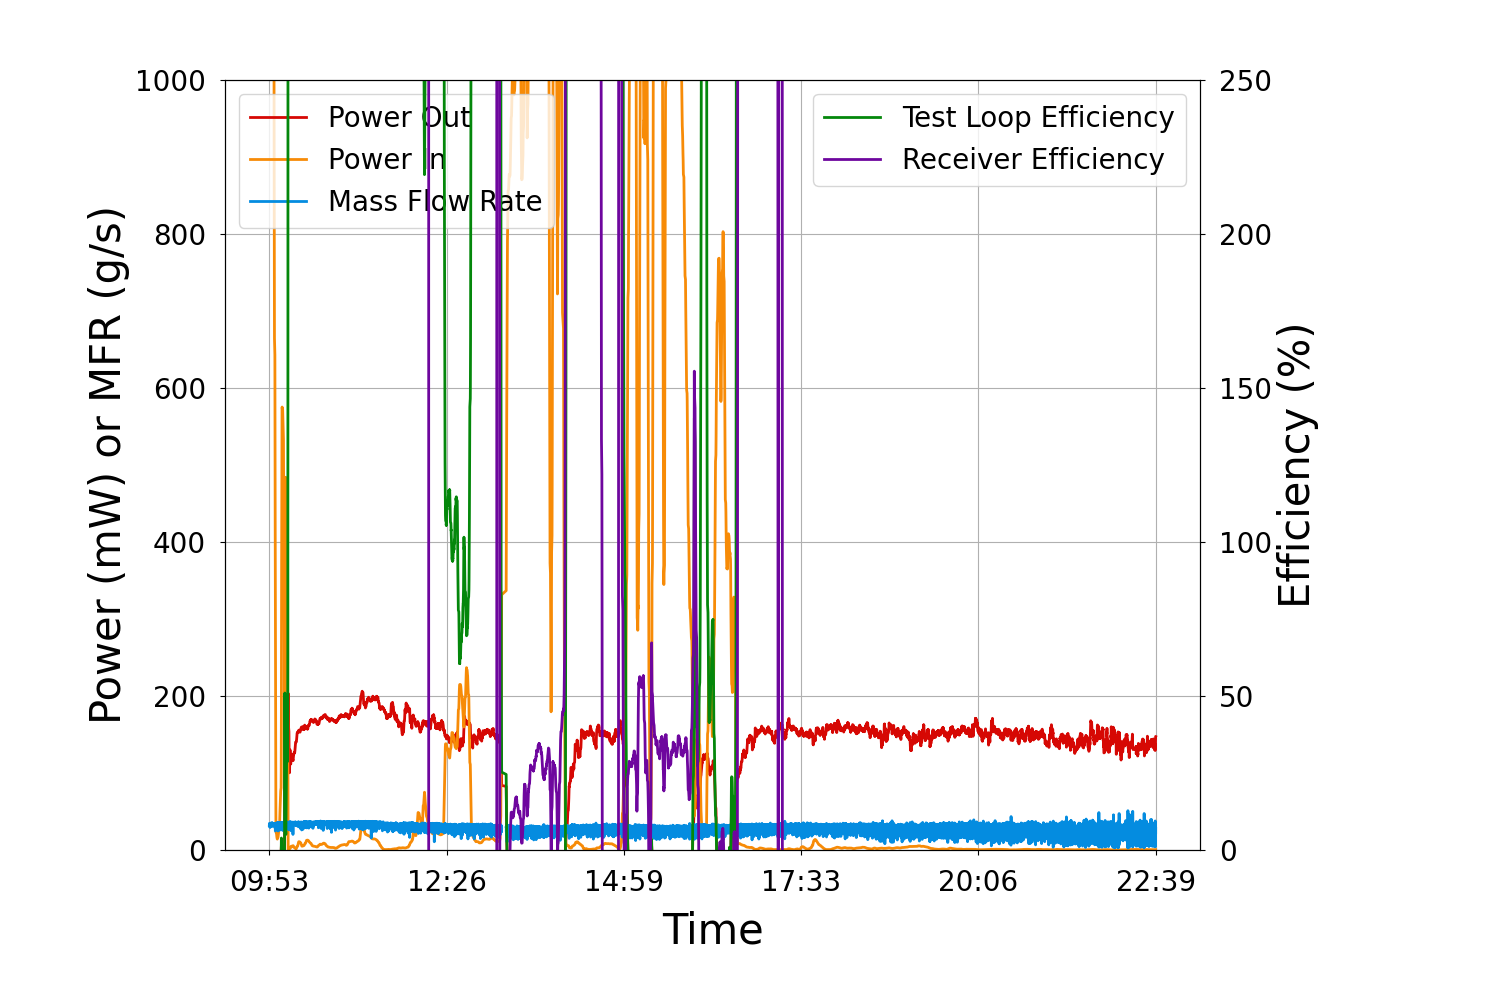 1000
800
600
400
200
0
Power (mW) or MFR (g/s)
Power Out
Power In
Mass Flow Rate
Test Loop Efficiency
Receiver Efficiency
250
200
150
100
50
0
Efficiency (%)
09:53 12:26 14:59 17:33 20:06 22:39
Time